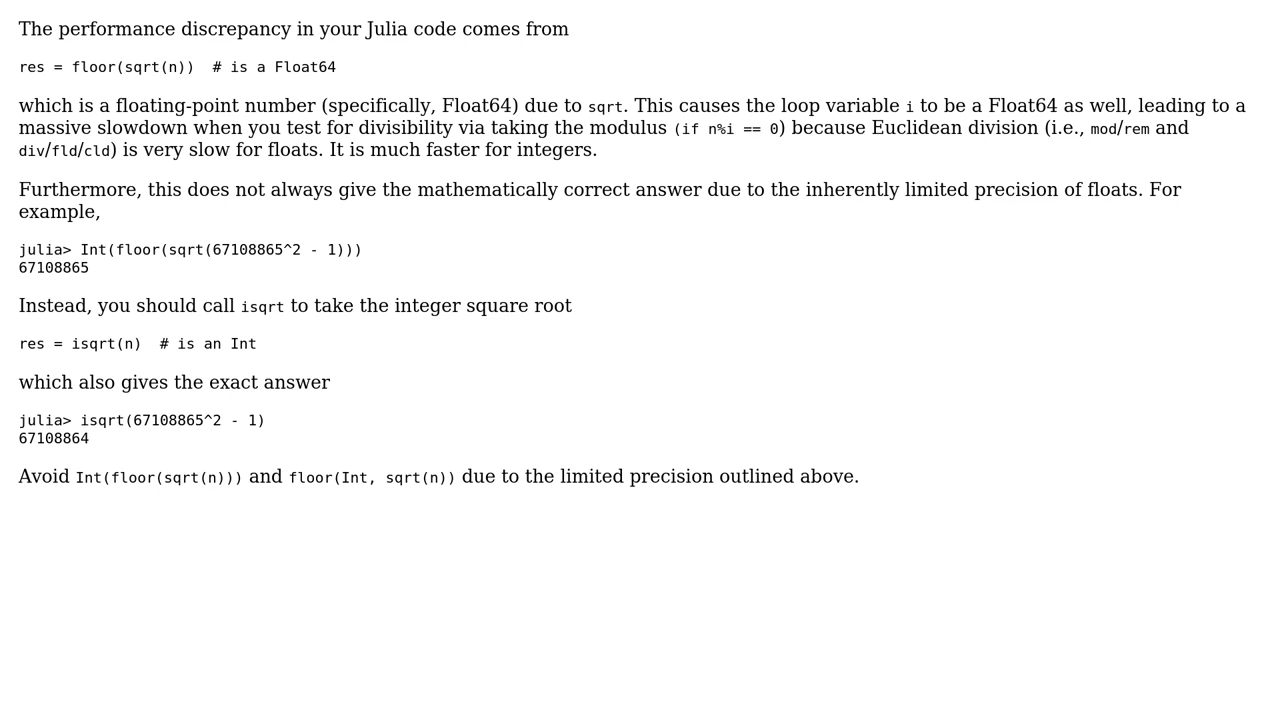 The performance discrepancy in your Julia code comes from
res = floor(sqrt(n))  # is a Float64
which is a floating-point number (specifically, Float64) due to sqrt. This causes the loop variable i to be a Float64 as well, leading to a
massive slowdown when you test for divisibility via taking the modulus (if n%i == 0) because Euclidean division (i.e., mod/rem and
div/fld/cld) is very slow for floats. It is much faster for integers.
Furthermore, this does not always give the mathematically correct answer due to the inherently limited precision of floats. For
example,
julia> Int(floor(sqrt(67108865^2 - 1)))
67108865
Instead, you should call isqrt to take the integer square root
res = isqrt(n)  # is an Int
which also gives the exact answer
julia> isqrt(67108865^2 - 1)
67108864
Avoid Int(floor(sqrt(n))) and floor(Int, sqrt(n)) due to the limited precision outlined above.